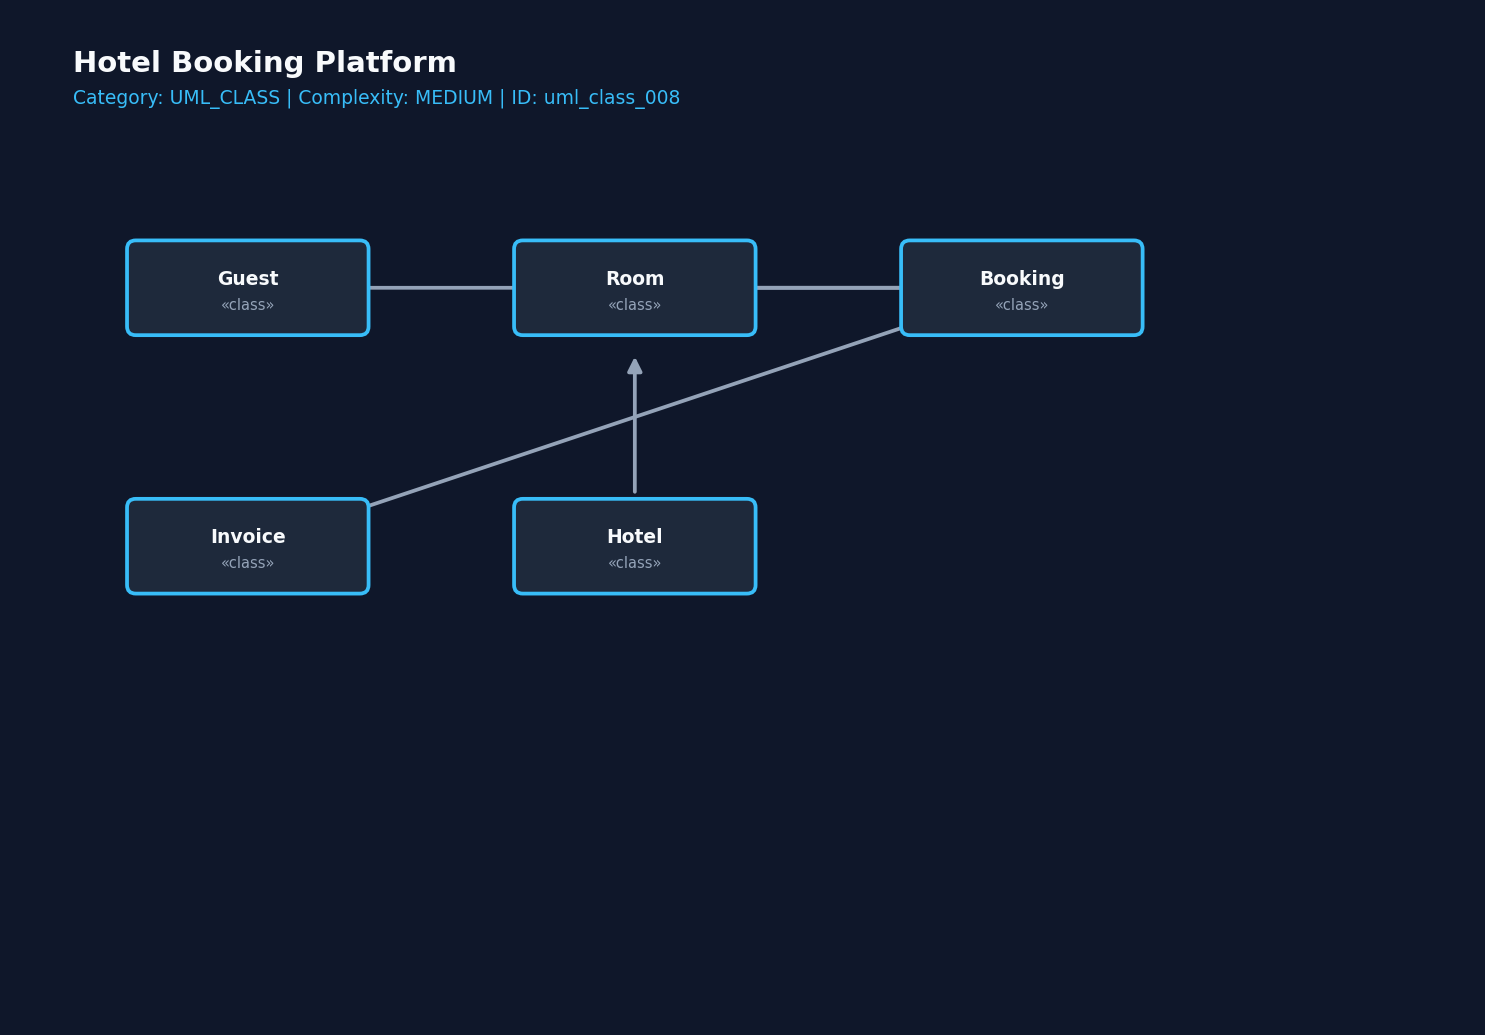 Hotel Booking Platform
Category: UML_CLASS | Complexity: MEDIUM | ID: uml_class_008
Guest
«class»
Room
«class»
Booking
«class»
Invoice
«class»
Hotel
«class»